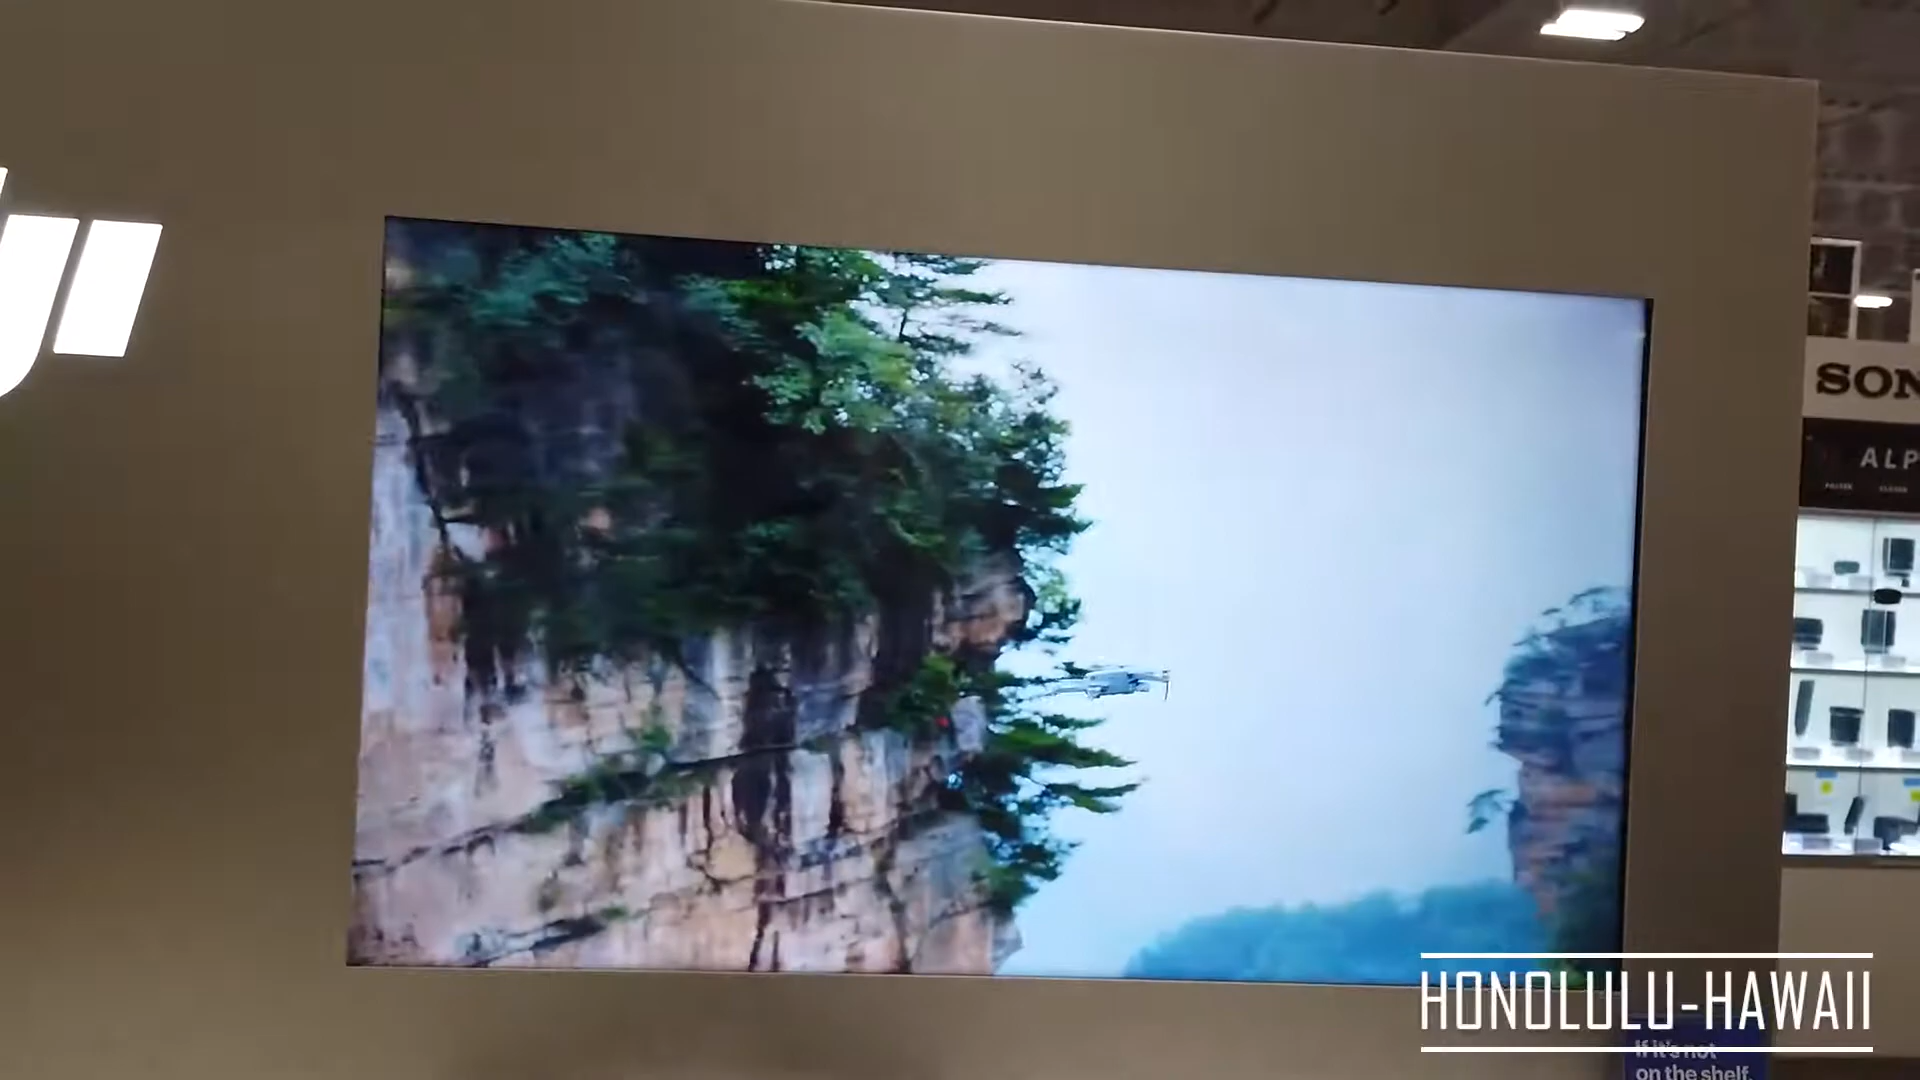 SON
ALP
HONOLULU-HAWAII
If it's not
on the shelf,